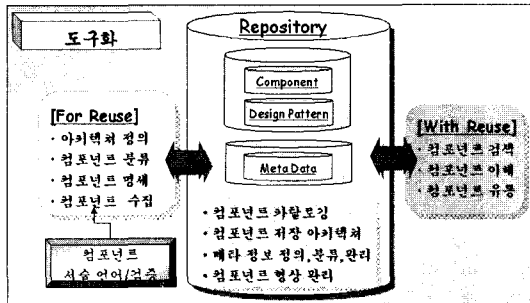 도구화
Repository
Component
Design Pattern
Meta Data
[For Reuse]
· 아키텍처 정의
· 컴포넌트 분류
· 컴포넌트 명세
· 컴포넌트 수집
컴포넌트
서술 언어/검증
· 컴포넌트 카탈로깅
· 컴포넌트 저장 아키텍처
· 메타 정보 정의,분류,관리
· 컴포넌트 형상 관리
[With Reuse]
· 컴포넌트 검색
· 컴포넌트 이해
· 컴포넌트 유통